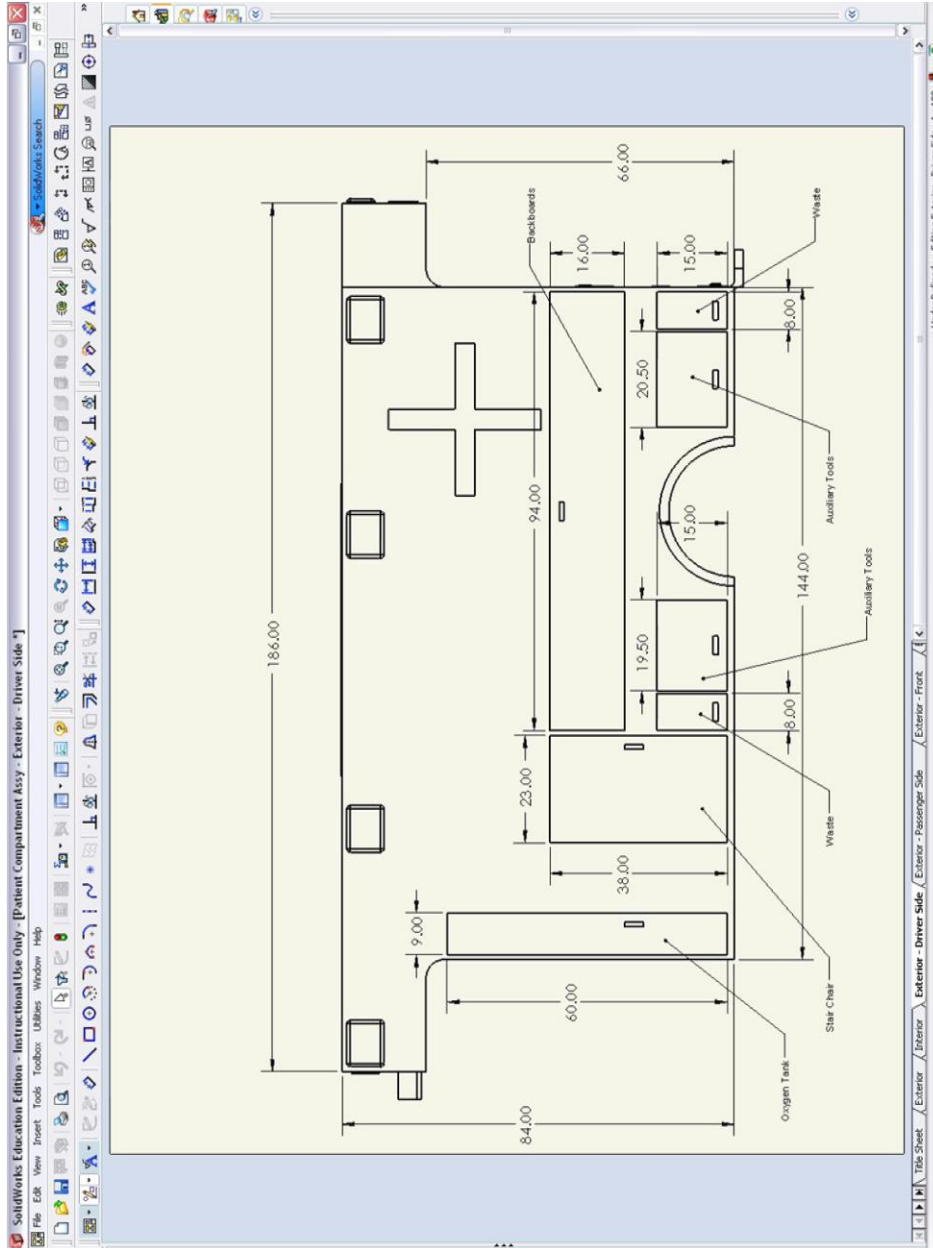 SolidWorks Education Edition - Instructional Use Only - [Patient Compartment Assy - Exterior - Driver Side *]
File Edit View Insert Tools Toolbox Utilities Window Help
SolidWorks Search
186.00
66.00
84.00
Backboards
16.00
15.00
Waste
94.00
20.50
8.00
9.00
23.00
38.00
19.50
15.00
60.00
8.00
144.00
Auxiliary Tools
Auxiliary Tools
Waste
Stair Chair
Oxygen Tank
Title Sheet
Exterior
Interior
Exterior - Driver Side
Exterior - Passenger Side
Exterior - Front